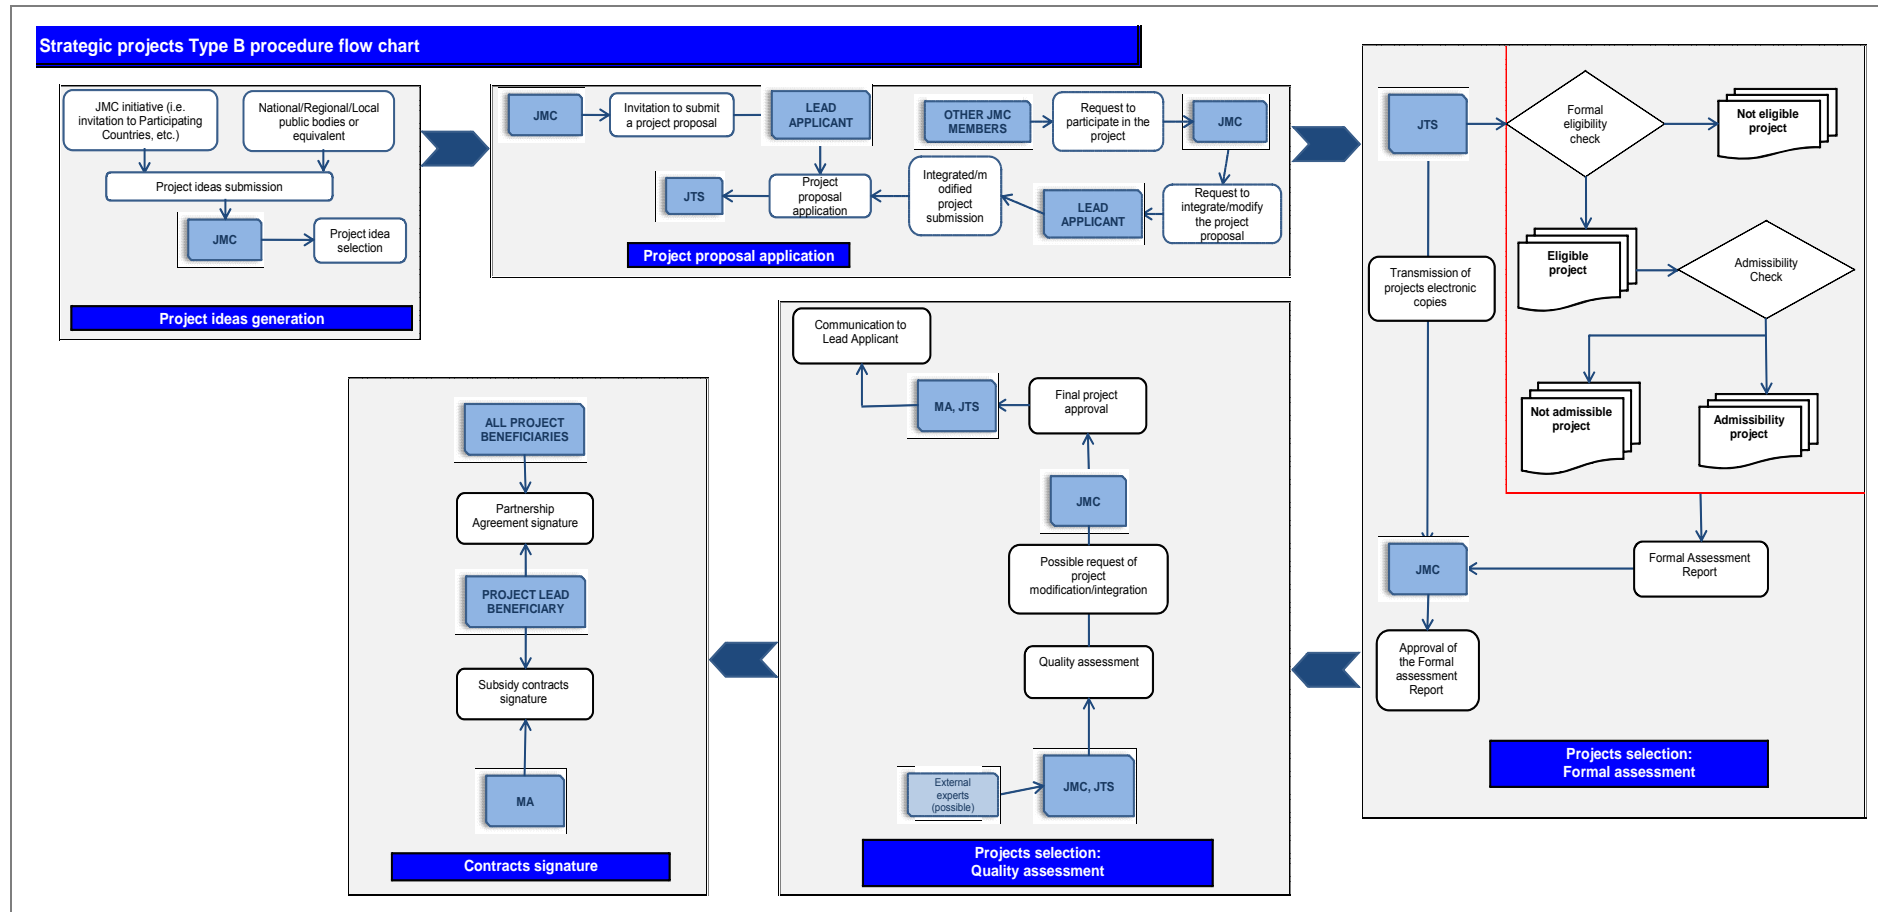 Strategic projects Type B procedure flow chart
JMC initiative (i.e.
invitation to Participating
Countries, etc.)
National/Regional/Local
public bodies or
equivalent
Project ideas submission
JMC
Project idea
selection
Project ideas generation
JMC
Invitation to submit
a project proposal
LEAD
APPLICANT
OTHER JMC
MEMBERS
Request to
participate in the
project
JMC
JTS
Project
proposal
application
Integrated/m
odified
project
submission
LEAD
APPLICANT
Request to
integrate/modify
the project
proposal
Project proposal application
JTS
Formal
eligibility
check
Not eligible
project
Eligible
project
Admissibility
Check
Transmission of
projects electronic
copies
Not admissible
project
Admissibility
project
JMC
Formal Assessment
Report
Approval of
the Formal
assessment
Report
Projects selection:
Formal assessment
Communication to
Lead Applicant
MA, JTS
Final project
approval
JMC
Possible request of
project
modification/integration
Quality assessment
External
experts
(possible)
JMC, JTS
Projects selection:
Quality assessment
ALL PROJECT
BENEFICIARIES
Partnership
Agreement signature
PROJECT LEAD
BENEFICIARY
Subsidy contracts
signature
MA
Contracts signature